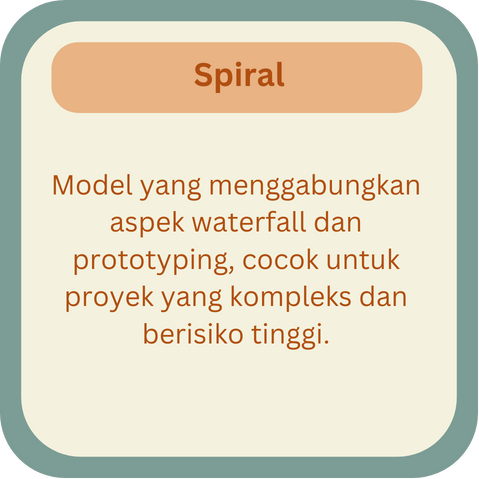 Spiral
Model yang menggabungkan
aspek waterfall dan
prototyping, cocok untuk
proyek yang kompleks dan
berisiko tinggi.